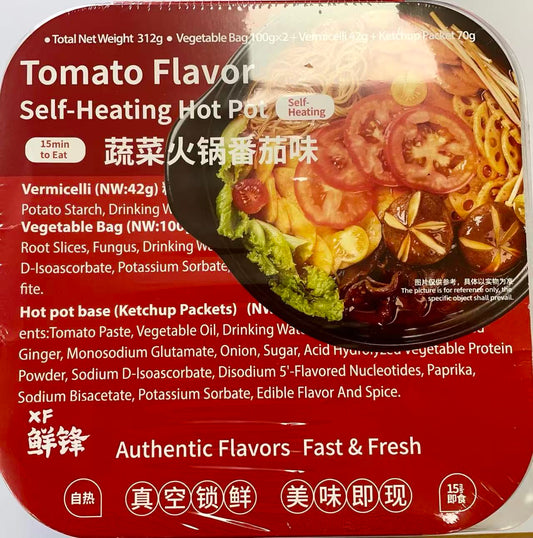 • Total Net Weight 312g • Vegetable Bag 100g×2 + Vermicelli 42g + Ketchup Packet 70g
Tomato Flavor
Self-Heating Hot Pot
Self-
Heating
15min
to Eat
蔬菜火锅番茄味
Vermicelli (NW:42g)
Potato Starch, Drinking W
Vegetable Bag (NW:100g
Root Slices, Fungus, Drinking Wa
D-Isoascorbate, Potassium Sorbate,
fite.
图片仅供参考，具体以实物为准
The picture is for reference only, the
specific object shall prevail.
Hot pot base (Ketchup Packets) (NW
ents:Tomato Paste, Vegetable Oil, Drinking Wat
Ginger, Monosodium Glutamate, Onion, Sugar, Acid Hydrolyzed Vegetable Protein
Powder, Sodium D-Isoascorbate, Disodium 5'-Flavored Nucleotides, Paprika,
Sodium Bisacetate, Potassium Sorbate, Edible Flavor And Spice.
XF
鲜锋
Authentic Flavors Fast & Fresh
自热 真空锁鲜 美味即现 15分钟
即食